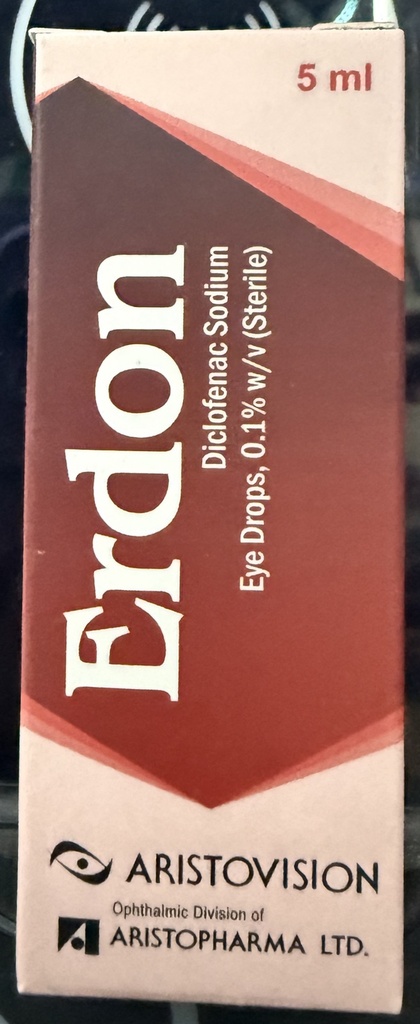 5 ml
Erdon
Diclofenac Sodium
Eye Drops, 0.1% w/v (Sterile)
ARISTOVISION
Ophthalmic Division of
ARISTOPHARMA LTD.